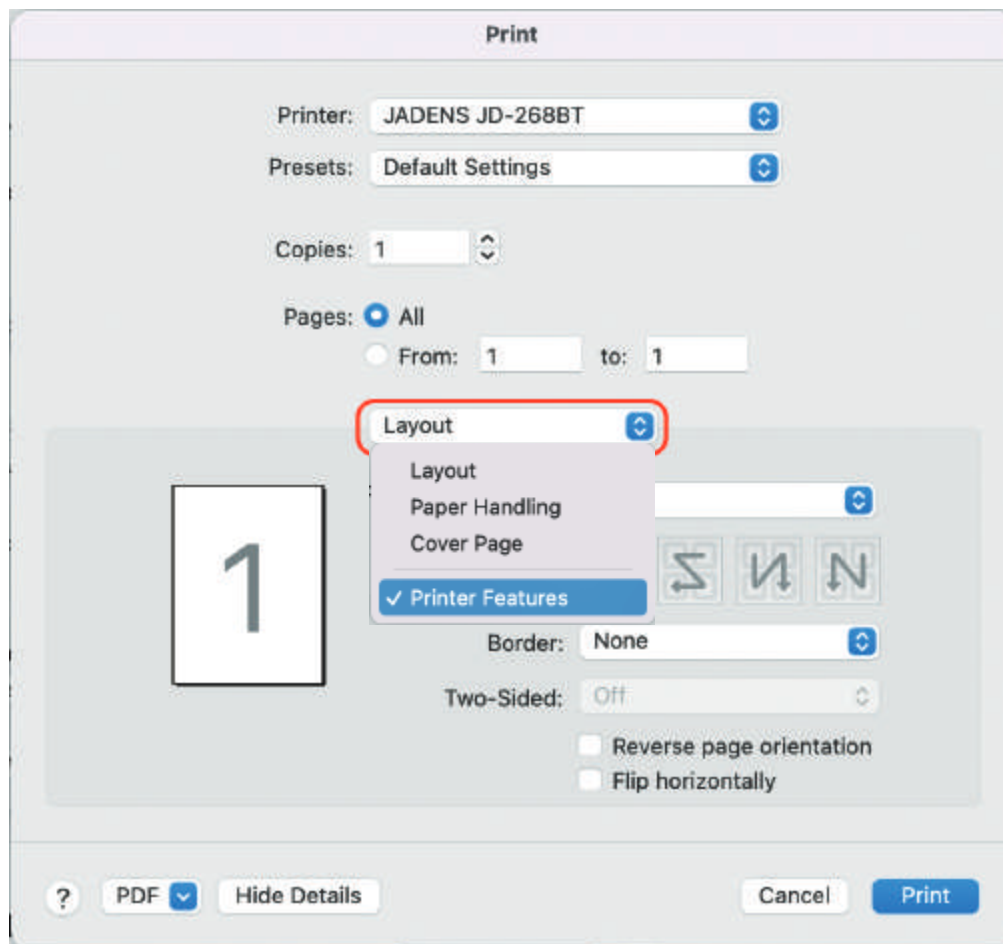 Print
Printer: JADENS JD-268BT
Presets: Default Settings
Copies: 1
Pages: All
From: 1 to: 1
Layout
Layout
Paper Handling
Cover Page
✓ Printer Features
1
Border: None
Two-Sided: Off
Reverse page orientation
Flip horizontally
? PDF Hide Details Cancel Print